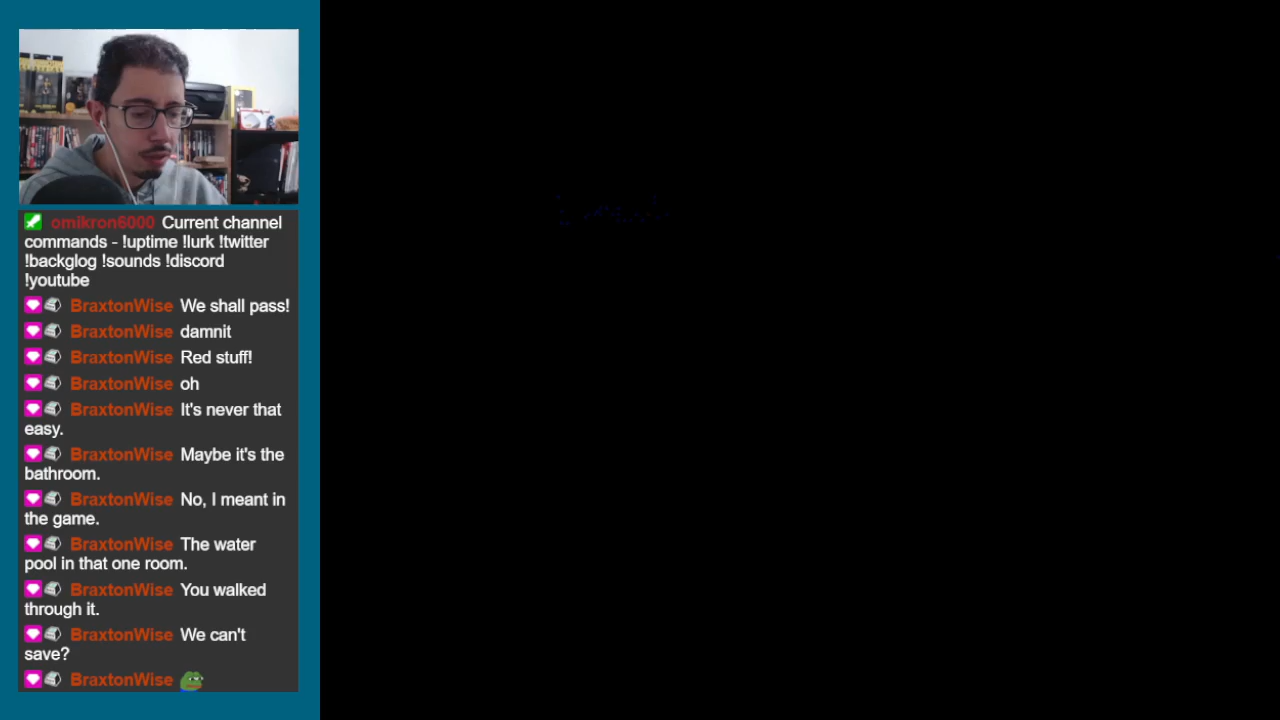 omikron6000 Current channel
commands - !uptime !lurk !twitter
!backglog !sounds !discord
!youtube
BraxtonWise We shall pass!
BraxtonWise damnit
BraxtonWise Red stuff!
BraxtonWise oh
BraxtonWise It's never that
easy.
BraxtonWise Maybe it's the
bathroom.
BraxtonWise No, I meant in
the game.
BraxtonWise The water
pool in that one room.
BraxtonWise You walked
through it.
BraxtonWise We can't
save?
BraxtonWise